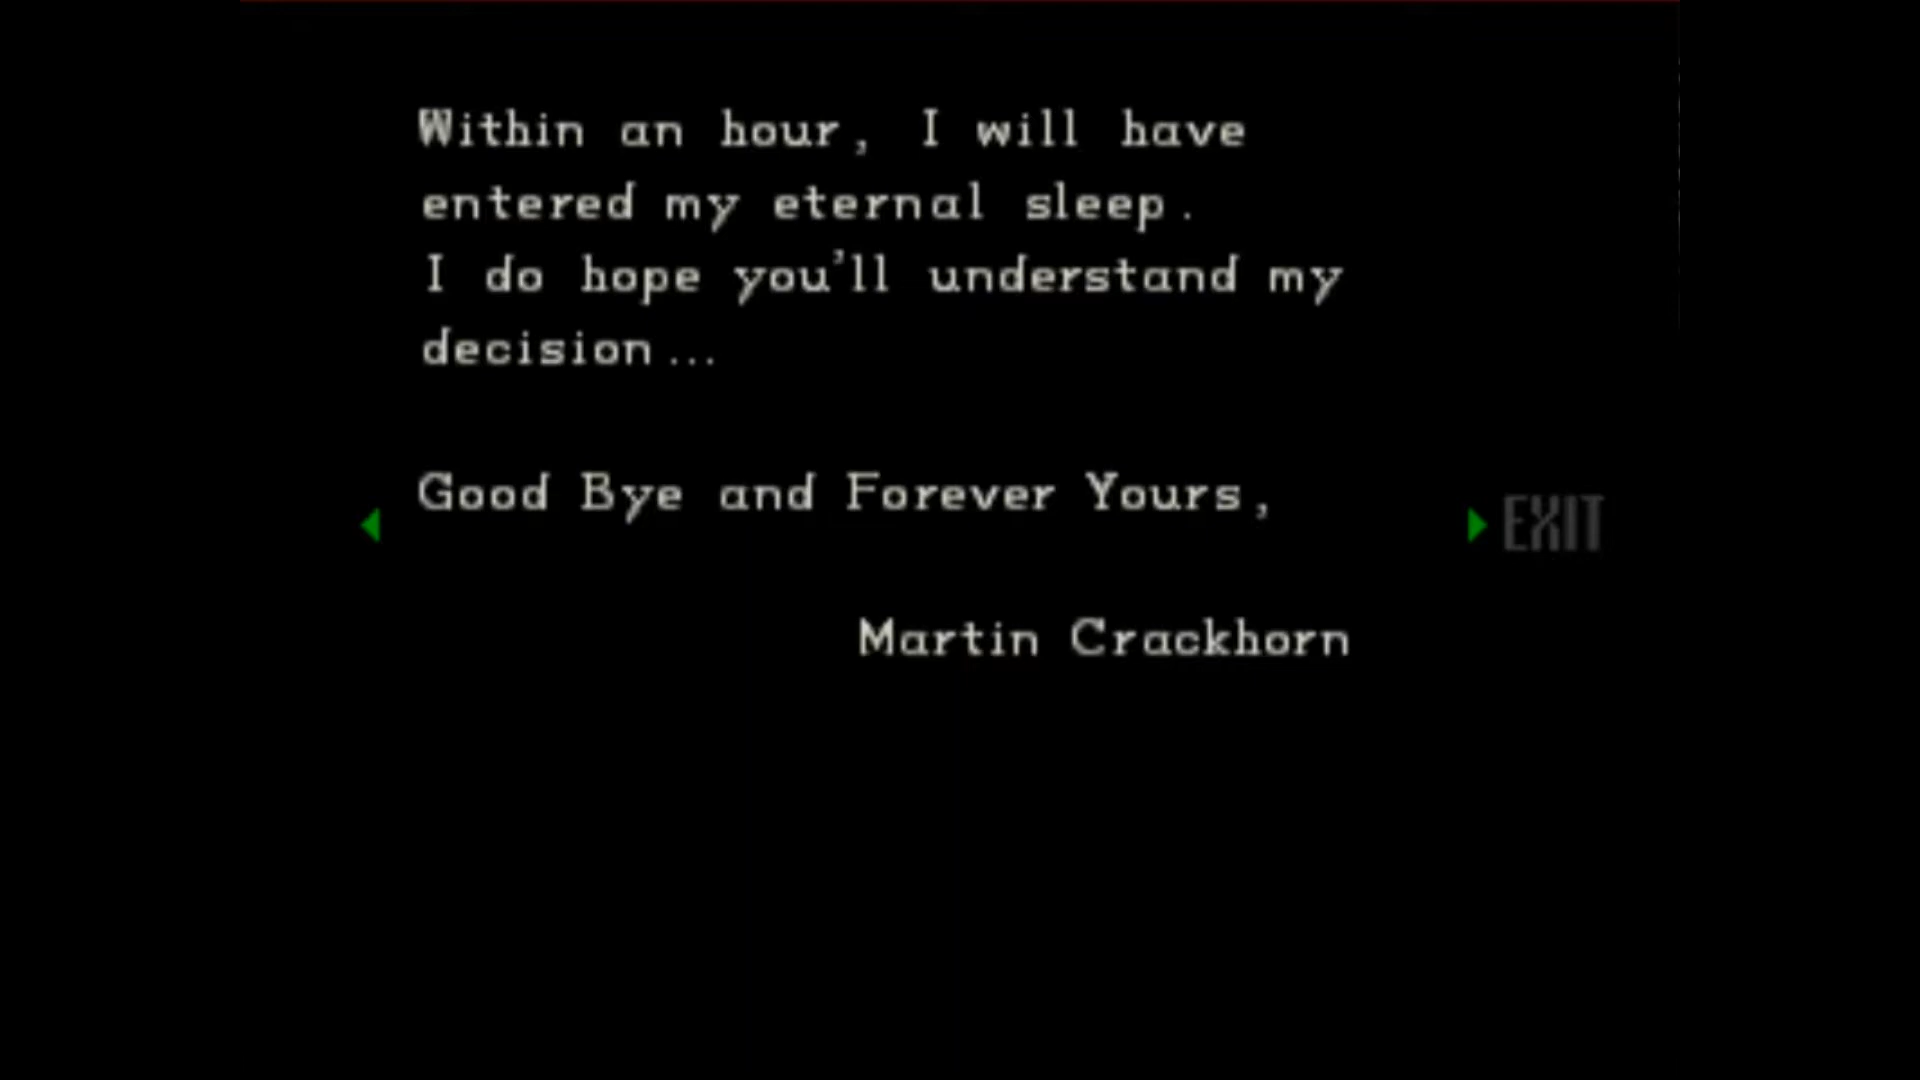 Within an hour, I will have
entered my eternal sleep.
I do hope you'll understand my
decision...
Good Bye and Forever Yours,
EXIT
Martin Crackhorn